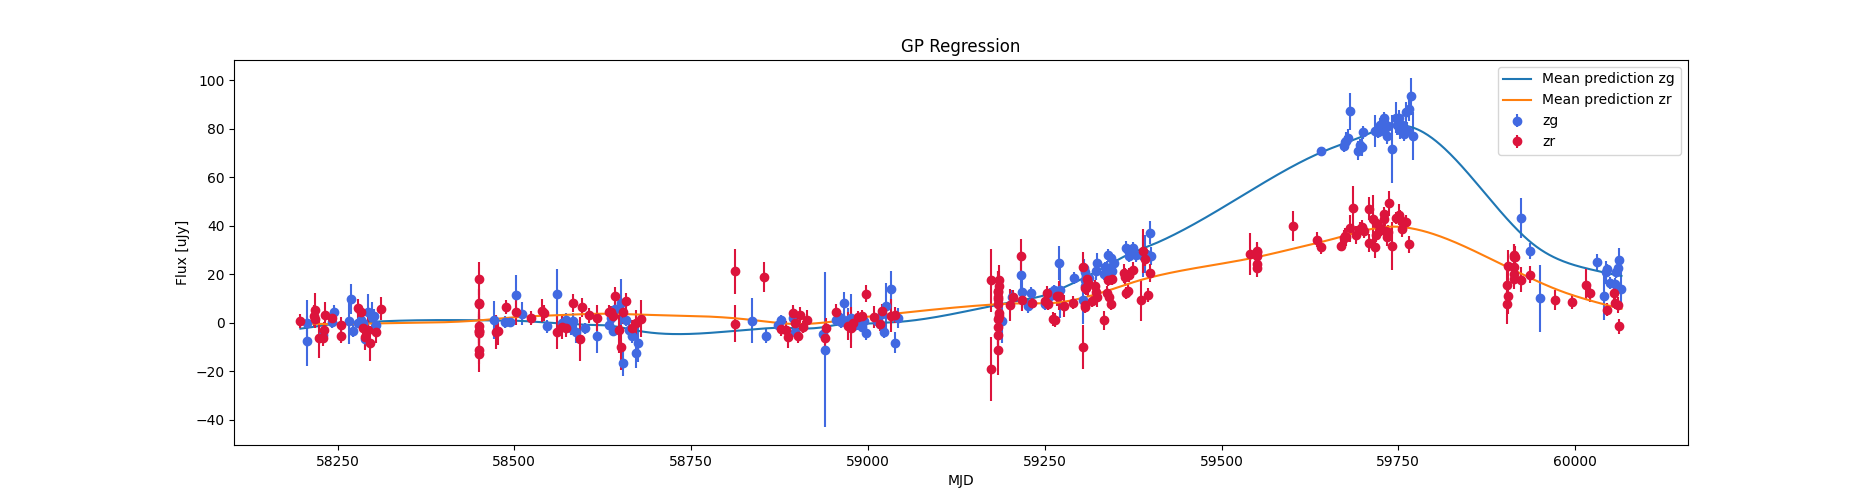 GP Regression
Flux [uJy]
100
80
60
40
20
0
−20
−40
Mean prediction zg
Mean prediction zr
zg
zr
58250 58500 58750 59000 59250 59500 59750 60000
MJD